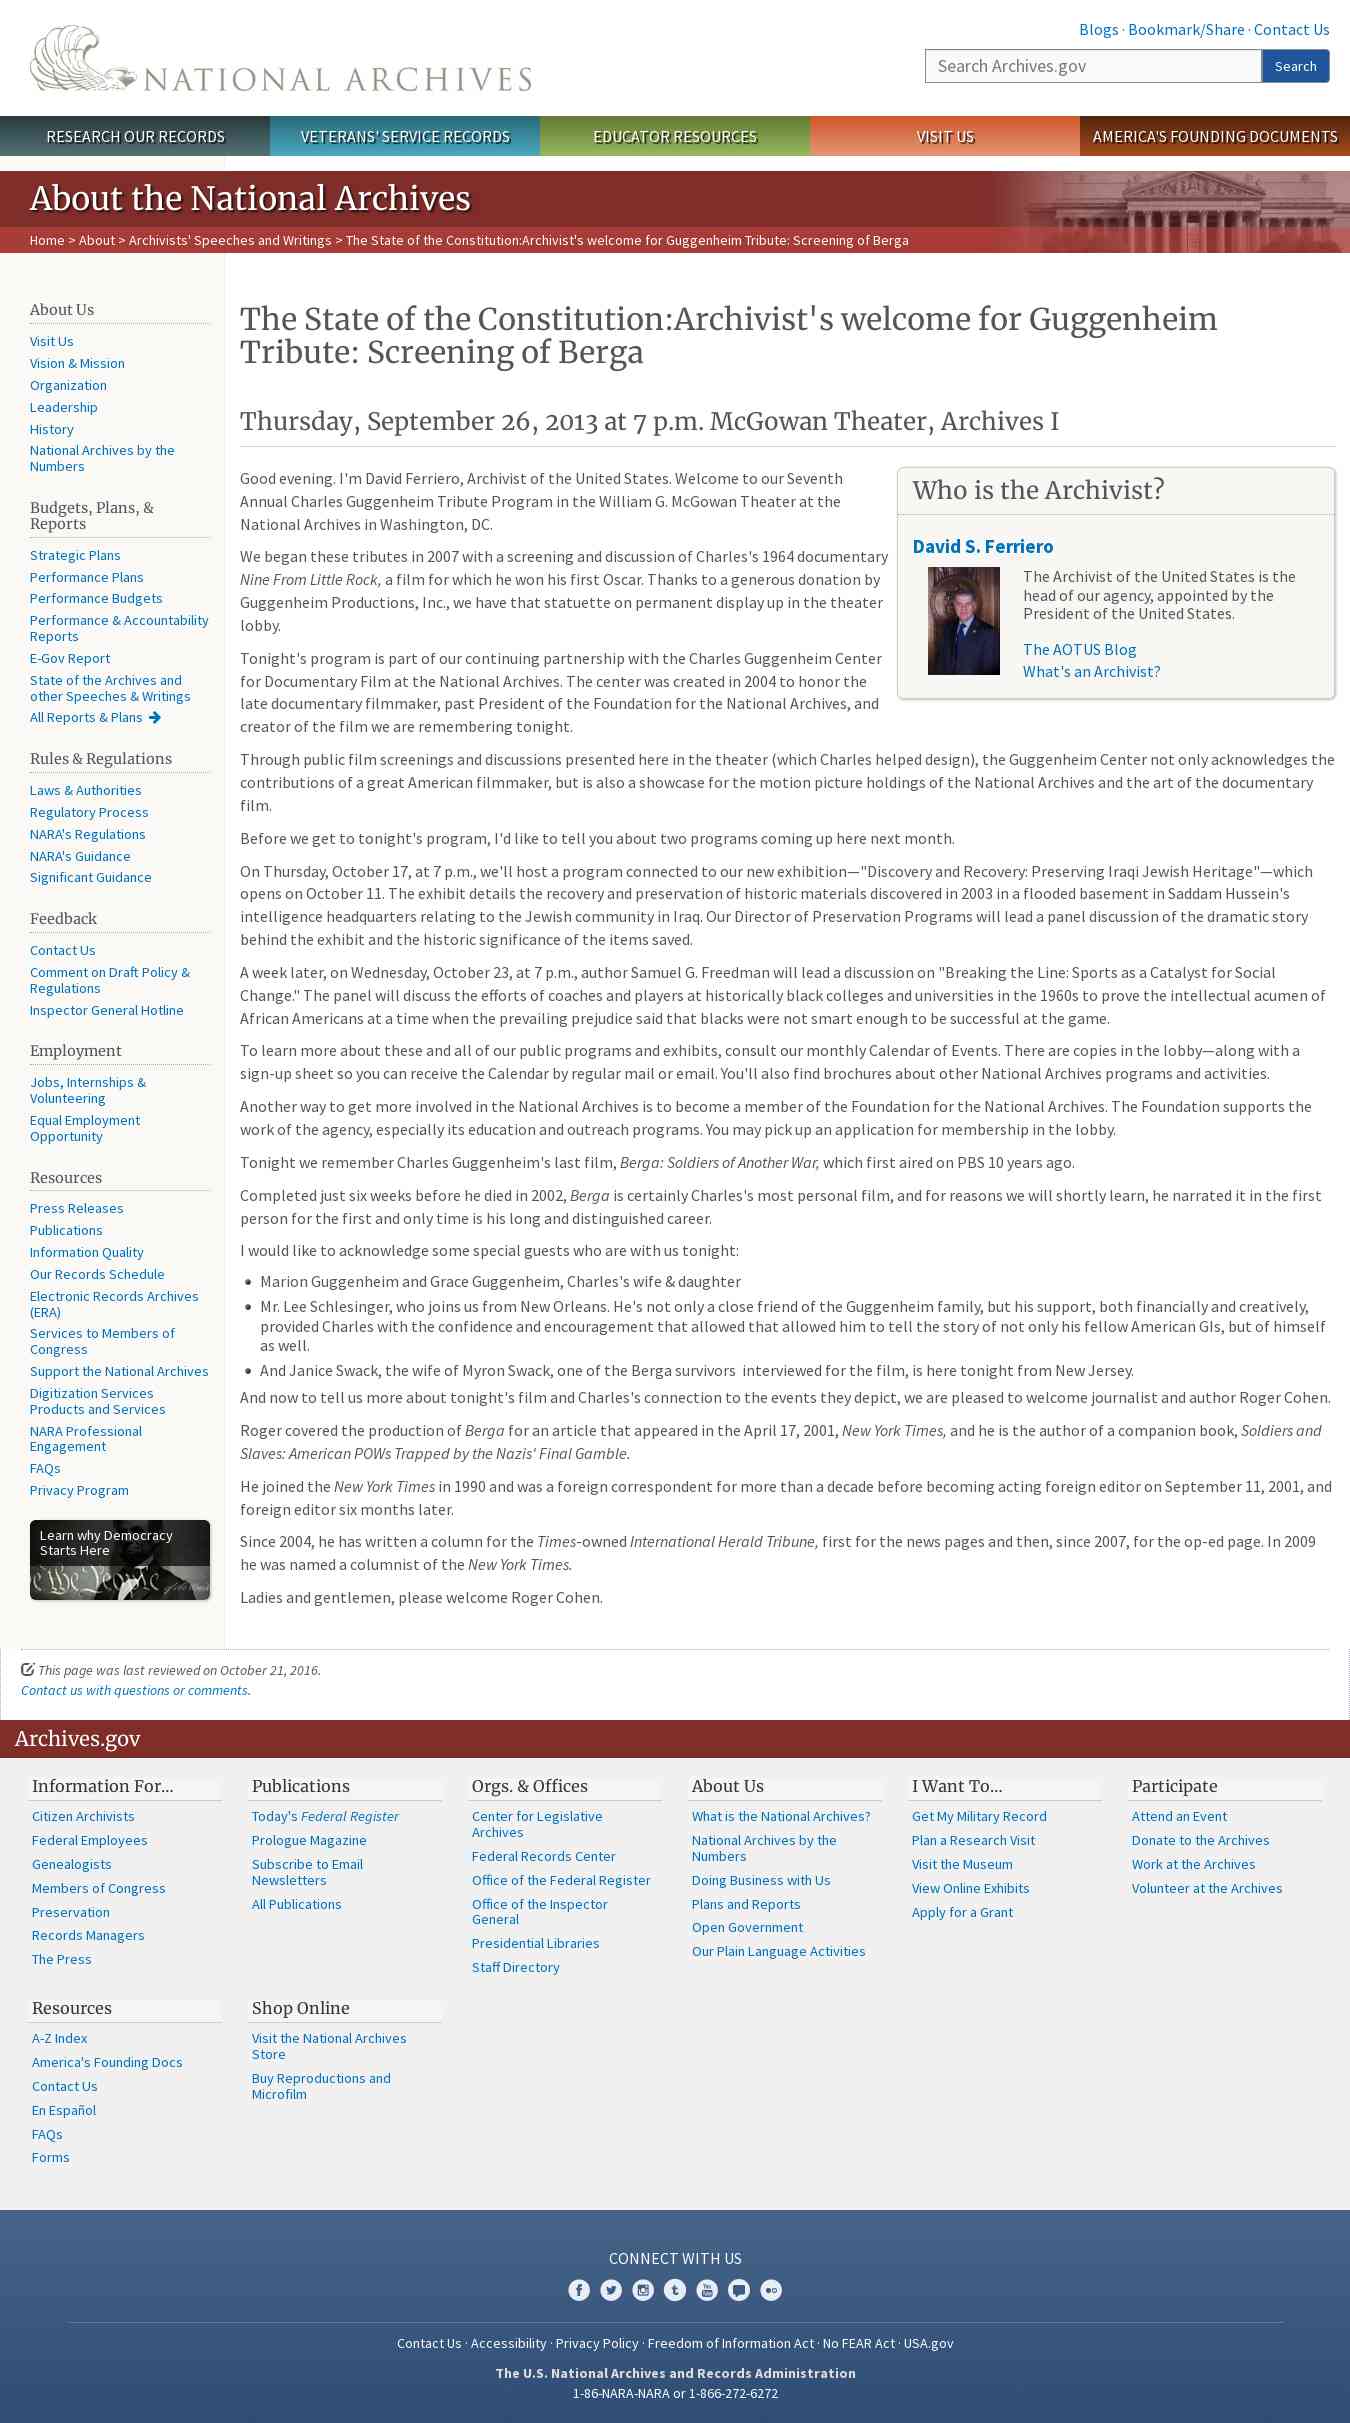 NATIONAL ARCHIVES
Blogs · Bookmark/Share · Contact Us
Search Archives.gov
Search
RESEARCH OUR RECORDS
VETERANS' SERVICE RECORDS
EDUCATOR RESOURCES
VISIT US
AMERICA'S FOUNDING DOCUMENTS
About the National Archives
Home > About > Archivists' Speeches and Writings > The State of the Constitution:Archivist's welcome for Guggenheim Tribute: Screening of Berga
About Us
Visit Us
Vision & Mission
Organization
Leadership
History
National Archives by the
Numbers
Budgets, Plans, &
Reports
Strategic Plans
Performance Plans
Performance Budgets
Performance & Accountability
Reports
E-Gov Report
State of the Archives and
other Speeches & Writings
All Reports & Plans
Rules & Regulations
Laws & Authorities
Regulatory Process
NARA's Regulations
NARA's Guidance
Significant Guidance
Feedback
Contact Us
Comment on Draft Policy &
Regulations
Inspector General Hotline
Employment
Jobs, Internships &
Volunteering
Equal Employment
Opportunity
Resources
Press Releases
Publications
Information Quality
Our Records Schedule
Electronic Records Archives
(ERA)
Services to Members of
Congress
Support the National Archives
Digitization Services
Products and Services
NARA Professional
Engagement
FAQs
Privacy Program
Learn why Democracy
Starts Here
e the People
The State of the Constitution:Archivist's welcome for Guggenheim
Tribute: Screening of Berga
Thursday, September 26, 2013 at 7 p.m. McGowan Theater, Archives I
Good evening. I'm David Ferriero, Archivist of the United States. Welcome to our Seventh
Annual Charles Guggenheim Tribute Program in the William G. McGowan Theater at the
National Archives in Washington, DC.
We began these tributes in 2007 with a screening and discussion of Charles's 1964 documentary
Nine From Little Rock, a film for which he won his first Oscar. Thanks to a generous donation by
Guggenheim Productions, Inc., we have that statuette on permanent display up in the theater
lobby.
Tonight's program is part of our continuing partnership with the Charles Guggenheim Center
for Documentary Film at the National Archives. The center was created in 2004 to honor the
late documentary filmmaker, past President of the Foundation for the National Archives, and
creator of the film we are remembering tonight.
Who is the Archivist?
David S. Ferriero
The Archivist of the United States is the
head of our agency, appointed by the
President of the United States.
The AOTUS Blog
What's an Archivist?
Through public film screenings and discussions presented here in the theater (which Charles helped design), the Guggenheim Center not only acknowledges the
contributions of a great American filmmaker, but is also a showcase for the motion picture holdings of the National Archives and the art of the documentary
film.
Before we get to tonight's program, I'd like to tell you about two programs coming up here next month.
On Thursday, October 17, at 7 p.m., we'll host a program connected to our new exhibition—"Discovery and Recovery: Preserving Iraqi Jewish Heritage"—which
opens on October 11. The exhibit details the recovery and preservation of historic materials discovered in 2003 in a flooded basement in Saddam Hussein's
intelligence headquarters relating to the Jewish community in Iraq. Our Director of Preservation Programs will lead a panel discussion of the dramatic story
behind the exhibit and the historic significance of the items saved.
A week later, on Wednesday, October 23, at 7 p.m., author Samuel G. Freedman will lead a discussion on "Breaking the Line: Sports as a Catalyst for Social
Change." The panel will discuss the efforts of coaches and players at historically black colleges and universities in the 1960s to prove the intellectual acumen of
African Americans at a time when the prevailing prejudice said that blacks were not smart enough to be successful at the game.
To learn more about these and all of our public programs and exhibits, consult our monthly Calendar of Events. There are copies in the lobby—along with a
sign-up sheet so you can receive the Calendar by regular mail or email. You'll also find brochures about other National Archives programs and activities.
Another way to get more involved in the National Archives is to become a member of the Foundation for the National Archives. The Foundation supports the
work of the agency, especially its education and outreach programs. You may pick up an application for membership in the lobby.
Tonight we remember Charles Guggenheim's last film, Berga: Soldiers of Another War, which first aired on PBS 10 years ago.
Completed just six weeks before he died in 2002, Berga is certainly Charles's most personal film, and for reasons we will shortly learn, he narrated it in the first
person for the first and only time is his long and distinguished career.
I would like to acknowledge some special guests who are with us tonight:
• Marion Guggenheim and Grace Guggenheim, Charles's wife & daughter
• Mr. Lee Schlesinger, who joins us from New Orleans. He's not only a close friend of the Guggenheim family, but his support, both financially and creatively,
provided Charles with the confidence and encouragement that allowed that allowed him to tell the story of not only his fellow American GIs, but of himself
as well.
• And Janice Swack, the wife of Myron Swack, one of the Berga survivors interviewed for the film, is here tonight from New Jersey.
And now to tell us more about tonight's film and Charles's connection to the events they depict, we are pleased to welcome journalist and author Roger Cohen.
Roger covered the production of Berga for an article that appeared in the April 17, 2001, New York Times, and he is the author of a companion book, Soldiers and
Slaves: American POWs Trapped by the Nazis' Final Gamble.
He joined the New York Times in 1990 and was a foreign correspondent for more than a decade before becoming acting foreign editor on September 11, 2001, and
foreign editor six months later.
Since 2004, he has written a column for the Times-owned International Herald Tribune, first for the news pages and then, since 2007, for the op-ed page. In 2009
he was named a columnist of the New York Times.
Ladies and gentlemen, please welcome Roger Cohen.
This page was last reviewed on October 21, 2016.
Contact us with questions or comments.
Archives.gov
Information For…
Citizen Archivists
Federal Employees
Genealogists
Members of Congress
Preservation
Records Managers
The Press
Publications
Today's Federal Register
Prologue Magazine
Subscribe to Email
Newsletters
All Publications
Orgs. & Offices
Center for Legislative
Archives
Federal Records Center
Office of the Federal Register
Office of the Inspector
General
Presidential Libraries
Staff Directory
About Us
What is the National Archives?
National Archives by the
Numbers
Doing Business with Us
Plans and Reports
Open Government
Our Plain Language Activities
I Want To…
Get My Military Record
Plan a Research Visit
Visit the Museum
View Online Exhibits
Apply for a Grant
Participate
Attend an Event
Donate to the Archives
Work at the Archives
Volunteer at the Archives
Resources
A-Z Index
America's Founding Docs
Contact Us
En Español
FAQs
Forms
Shop Online
Visit the National Archives
Store
Buy Reproductions and
Microfilm
CONNECT WITH US
Contact Us · Accessibility · Privacy Policy · Freedom of Information Act · No FEAR Act · USA.gov
The U.S. National Archives and Records Administration
1-86-NARA-NARA or 1-866-272-6272